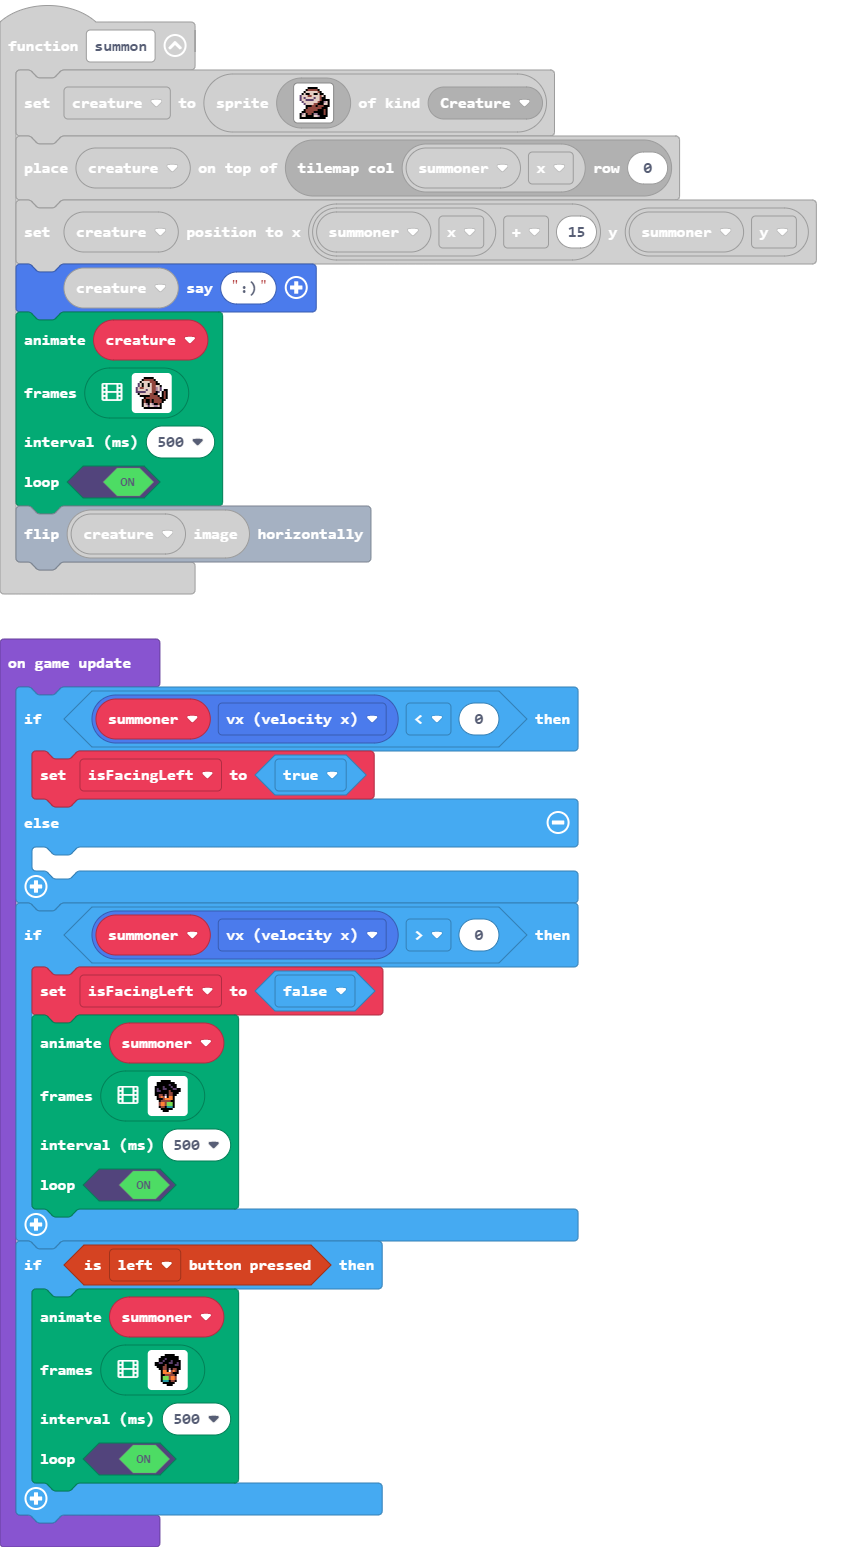 function summon
set creature to sprite of kind Creature
place creature on top of tilemap col summoner x row 0
set creature position to x summoner x + 15 y summoner y
creature say ":)"
animate creature
frames
interval (ms) 500
loop ON
flip creature image horizontally
on game update
if summoner vx (velocity x) < 0 then
set isFacingLeft to true
else
if summoner vx (velocity x) > 0 then
set isFacingLeft to false
animate summoner
frames
interval (ms) 500
loop ON
if is left button pressed then
animate summoner
frames
interval (ms) 500
loop ON